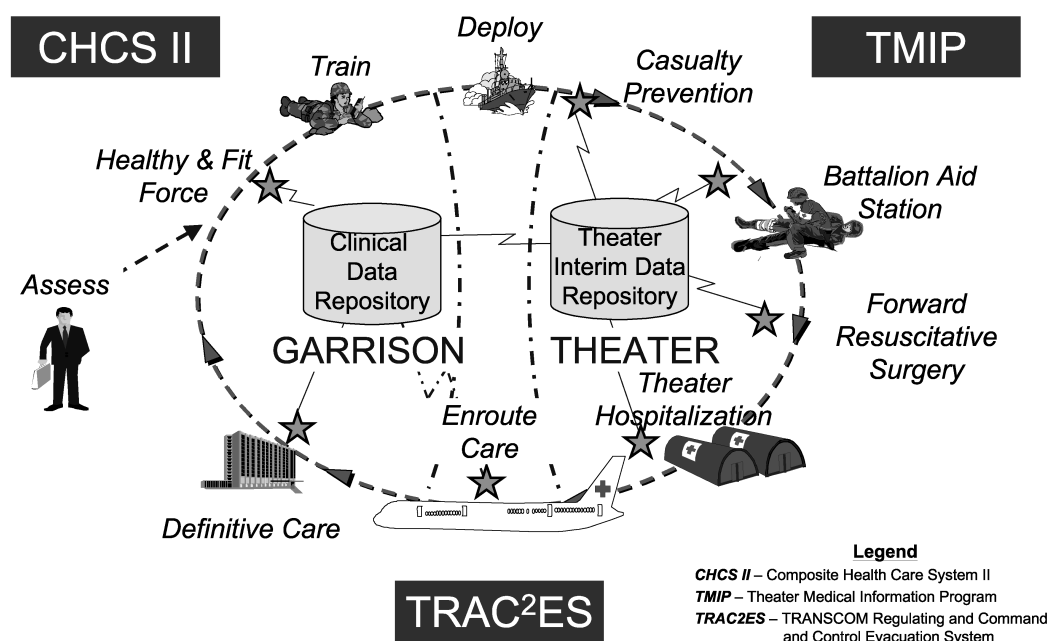 CHCS II
TMIP
Deploy
Train
Casualty
Prevention
Healthy & Fit
Force
Battalion Aid
Station
Clinical
Data
Repository
Theater
Interim Data
Repository
Assess
Forward
Resuscitative
Surgery
GARRISON
THEATER
Theater
Hospitalization
Enroute
Care
Definitive Care
TRAC²ES
Legend
CHCS II – Composite Health Care System II
TMIP – Theater Medical Information Program
TRAC2ES – TRANSCOM Regulating and Command
and Control Evacuation System